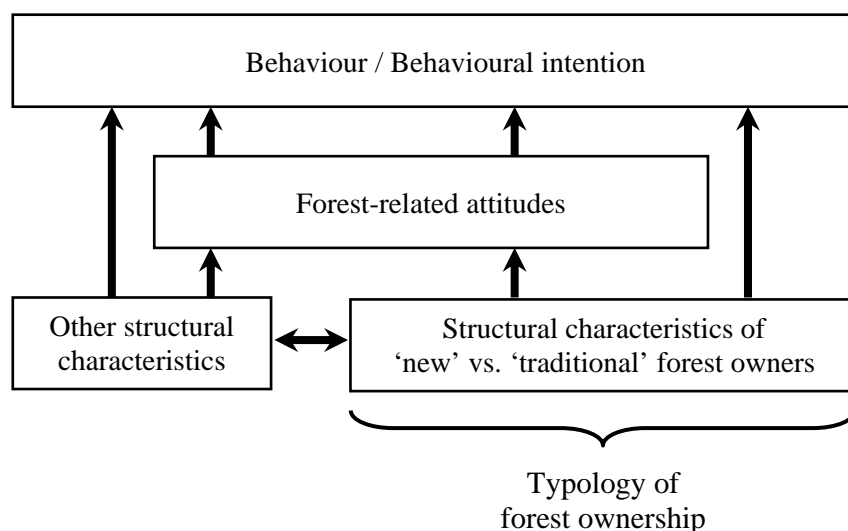 Behaviour / Behavioural intention
Forest-related attitudes
Other structural
characteristics
Structural characteristics of
‘new’ vs. ‘traditional’ forest owners
Typology of
forest ownership